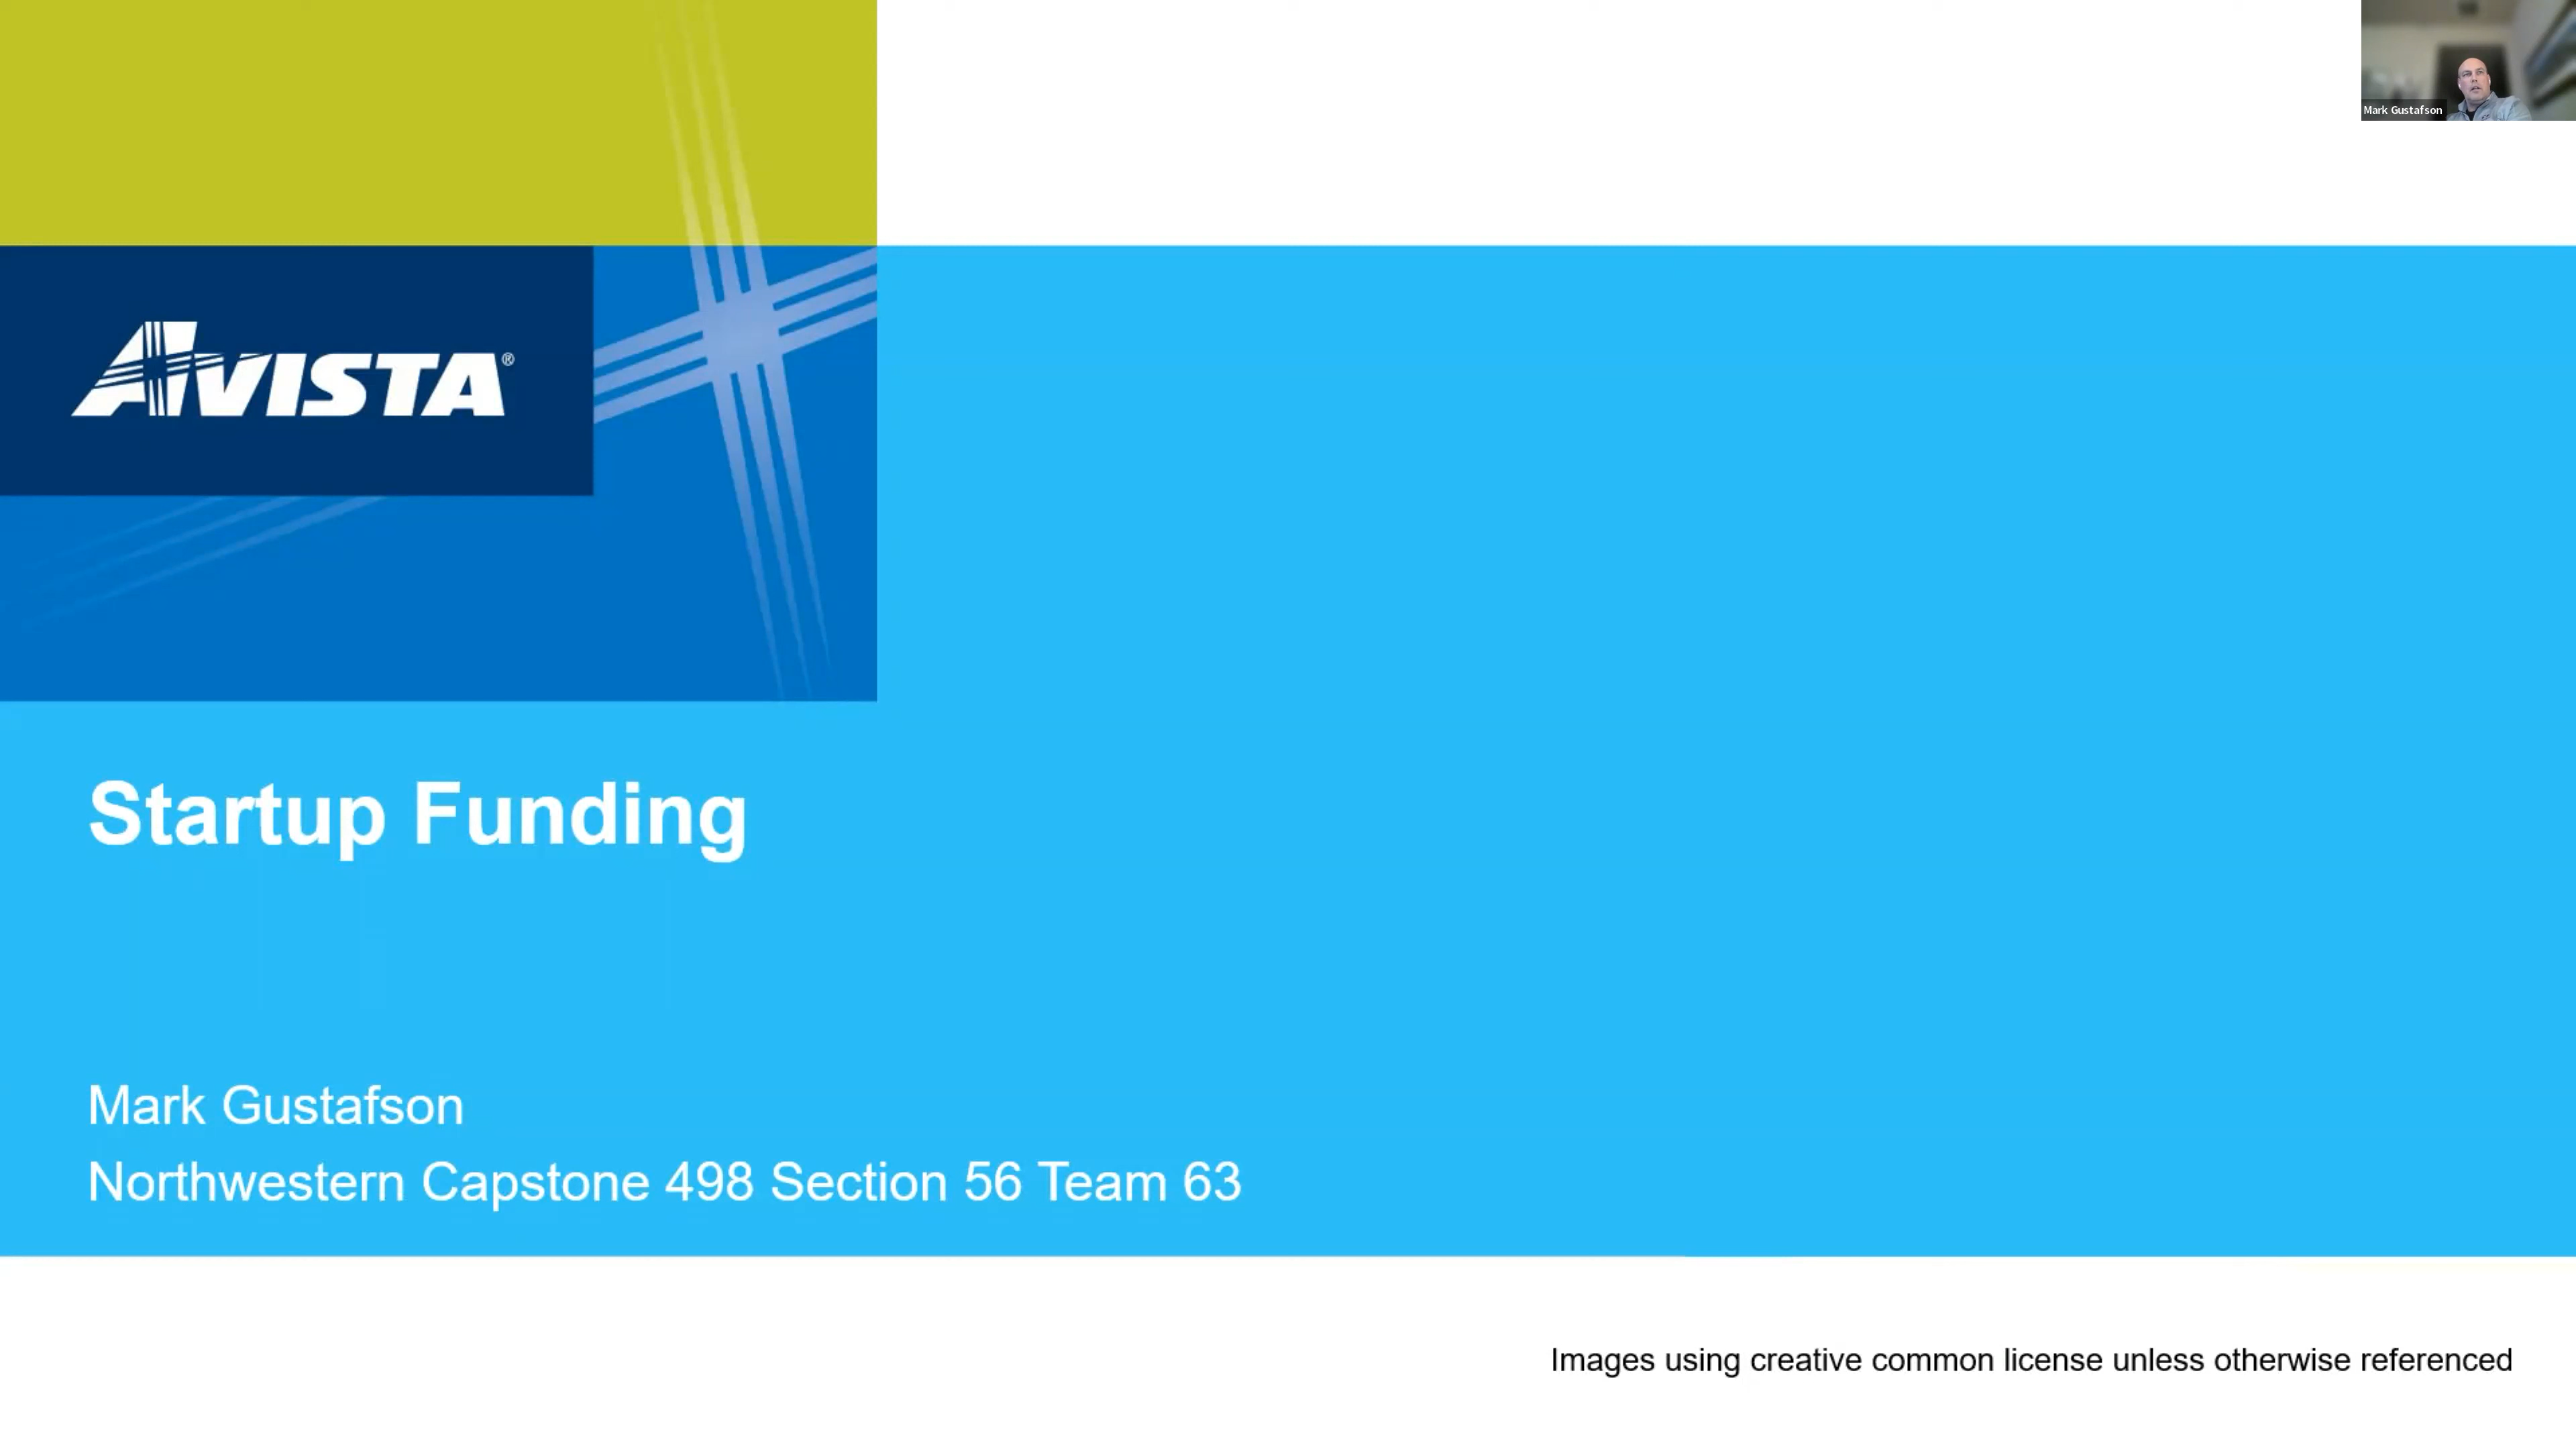 Mark Gustafson
AVISTA®
Startup Funding
Mark Gustafson
Northwestern Capstone 498 Section 56 Team 63
Images using creative common license unless otherwise referenced